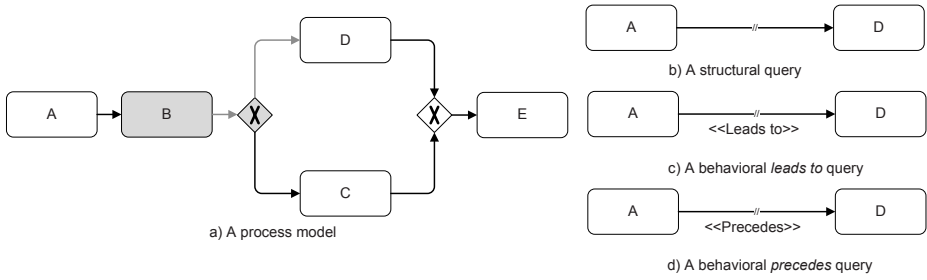 A
B
X
D
C
X
E
a) A process model
A
//
D
b) A structural query
A
//
D
<<Leads to>>
c) A behavioral leads to query
A
//
D
<<Precedes>>
d) A behavioral precedes query